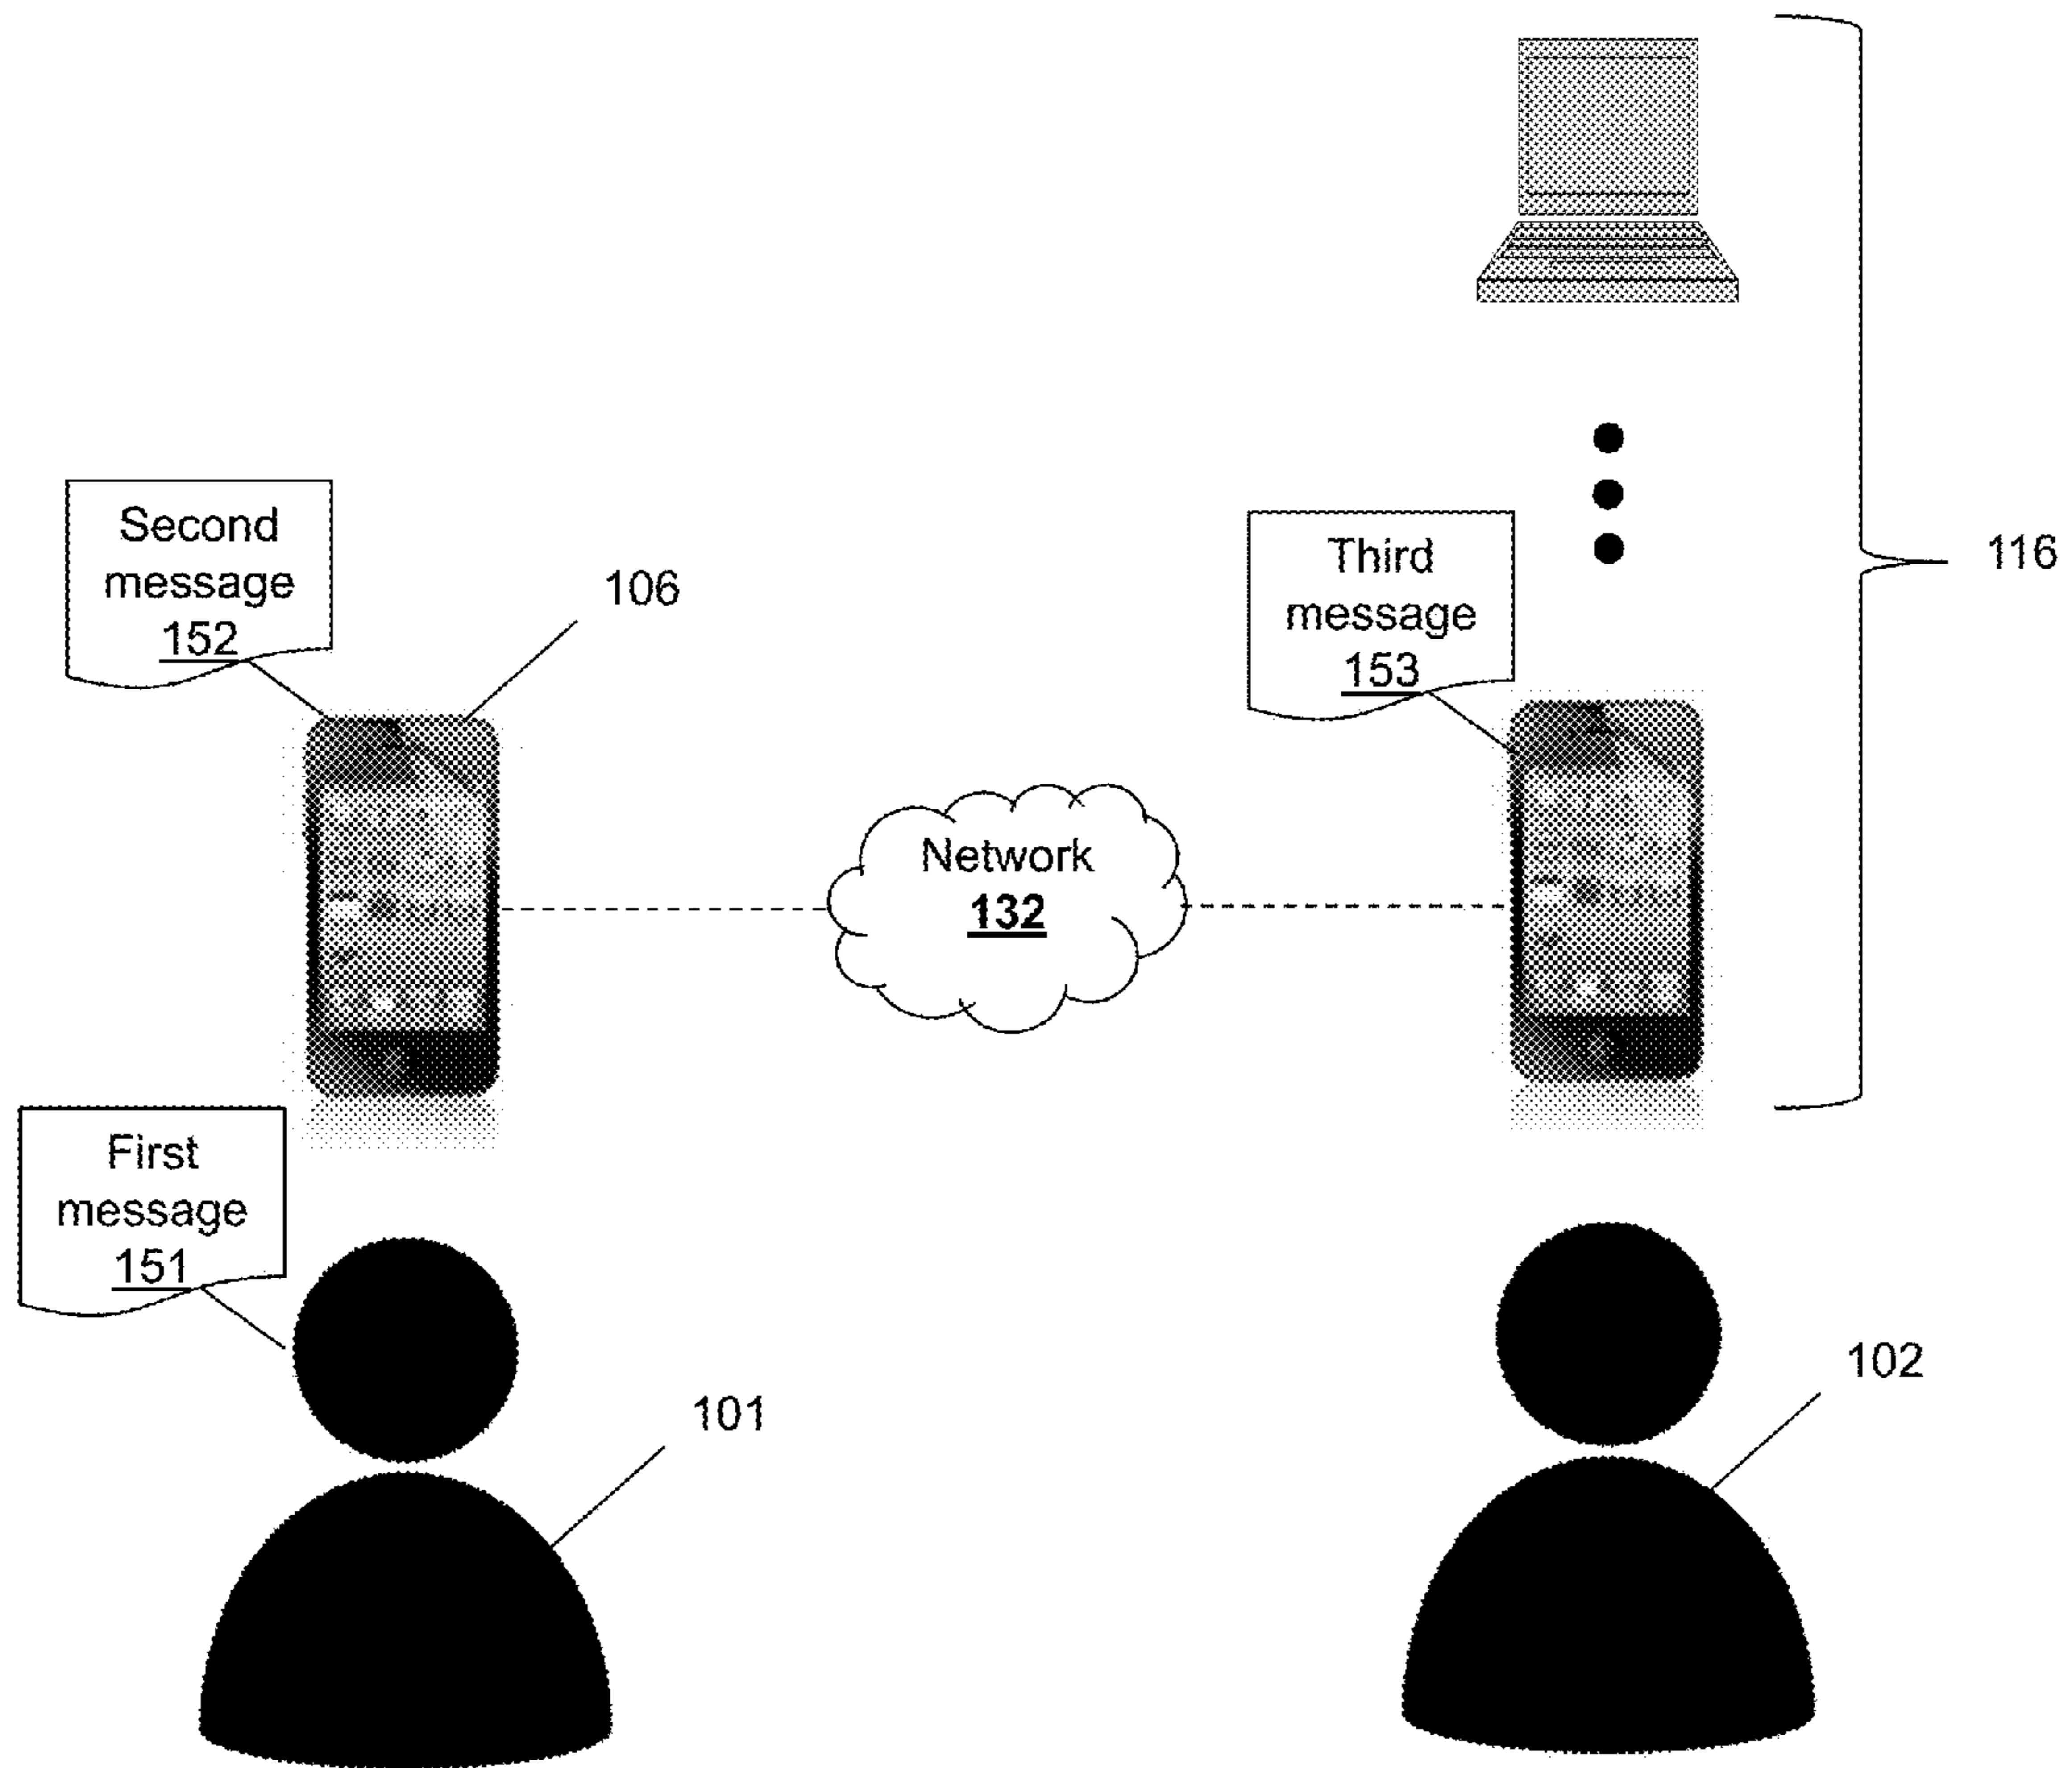 Second
message
152
106
Third
message
153
116
Network
132
First
message
151
101
102